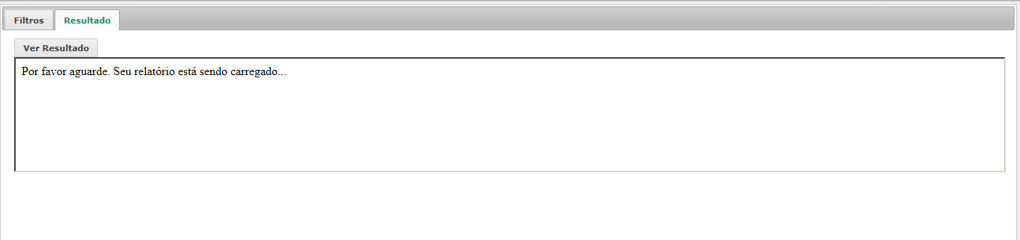 Filtros Resultado
Ver Resultado
Por favor aguarde. Seu relatório está sendo carregado...